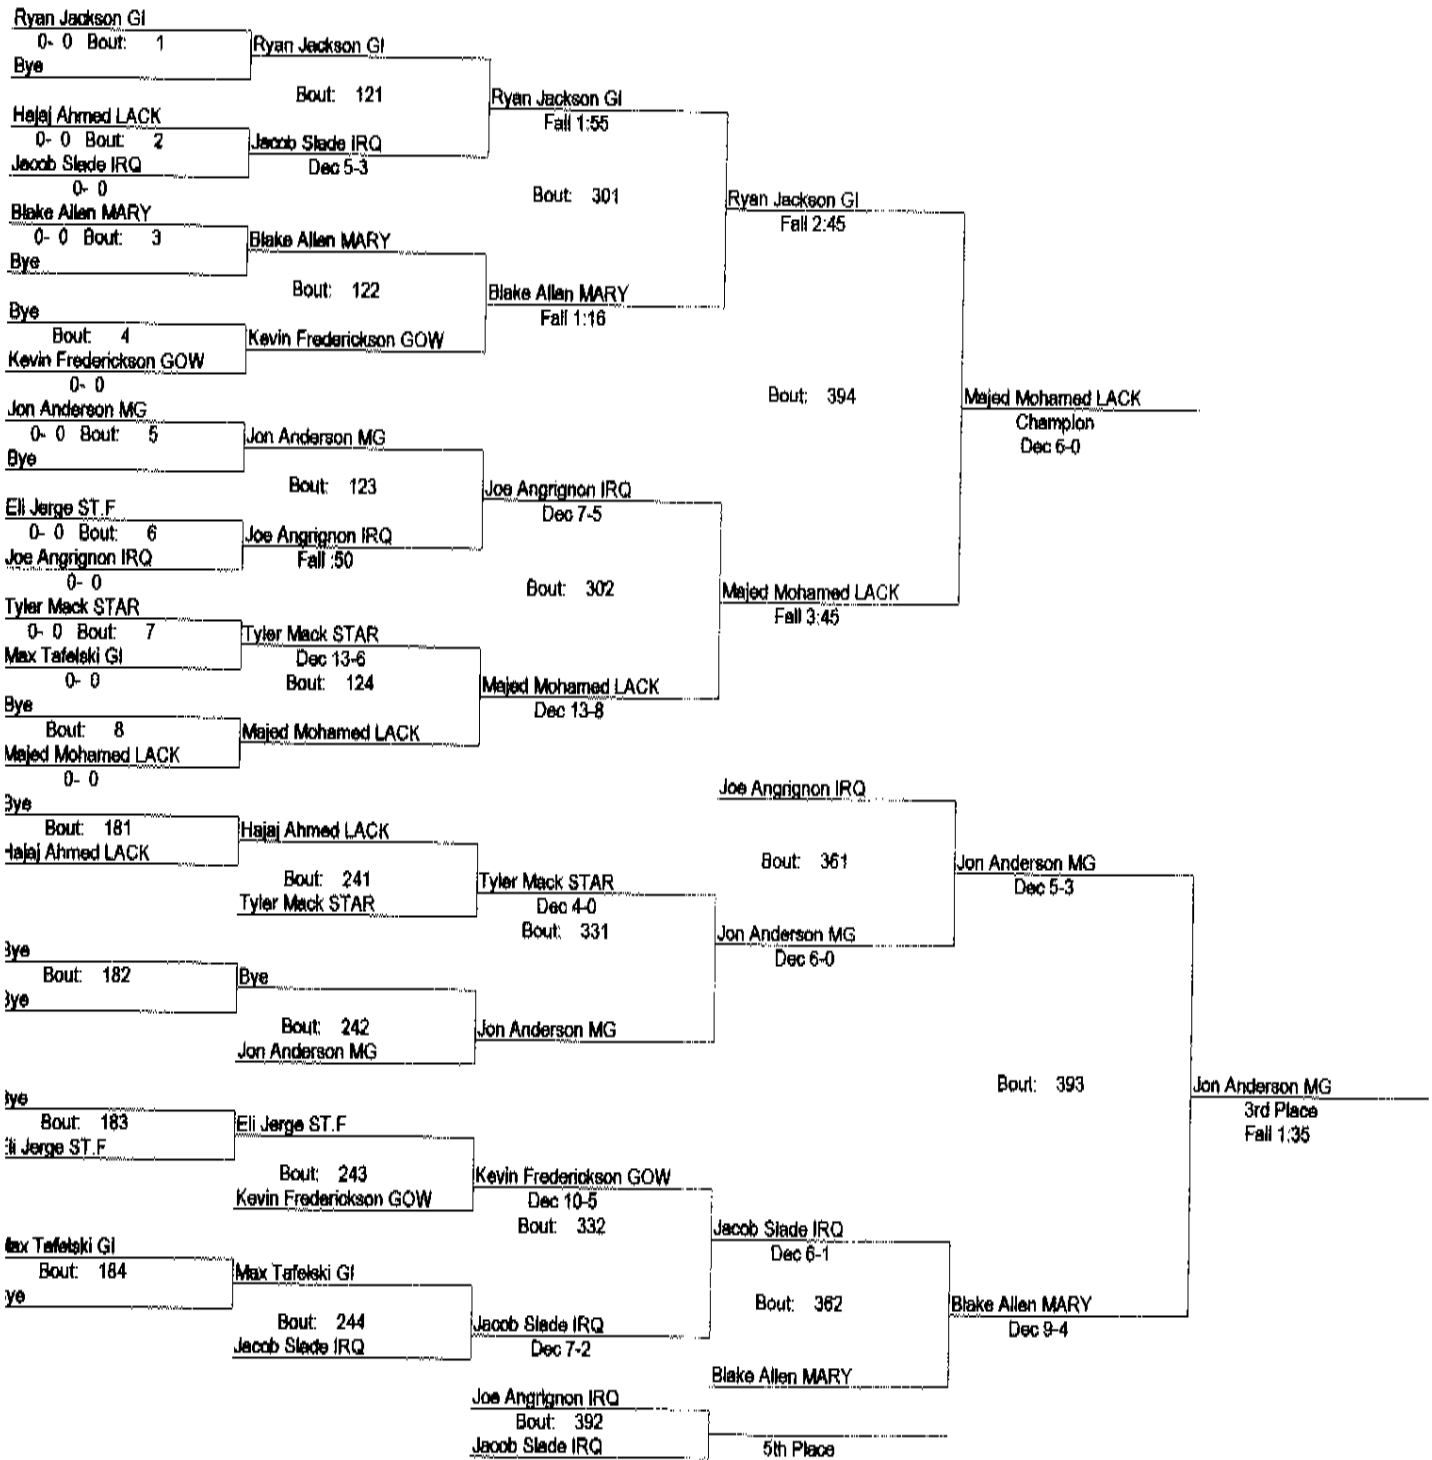 Ryan Jackson GI
0- 0 Bout: 1
Bye
Ryan Jackson GI
Bout: 121
Hajaj Ahmed LACK
0- 0 Bout: 2
Jacob Slade IRQ
0- 0
Jacob Slade IRQ
Dec 5-3
Ryan Jackson GI
Fall 1:55
Bout: 301
Blake Allen MARY
0- 0 Bout: 3
Bye
Blake Allen MARY
Bout: 122
Bye
Bout: 4
Kevin Frederickson GOW
0- 0
Kevin Frederickson GOW
Blake Allen MARY
Fall 1:16
Ryan Jackson GI
Fall 2:45
Bout: 394
Jon Anderson MG
0- 0 Bout: 5
Bye
Jon Anderson MG
Bout: 123
Eli Jerge ST.F
0- 0 Bout: 6
Joe Angrignon IRQ
0- 0
Joe Angrignon IRQ
Fall :50
Joe Angrignon IRQ
Dec 7-5
Bout: 302
Tyler Mack STAR
0- 0 Bout: 7
Max Tafelski GI
0- 0
Tyler Mack STAR
Dec 13-6
Bout: 124
Bye
Bout: 8
Majed Mohamed LACK
0- 0
Majed Mohamed LACK
Majed Mohamed LACK
Dec 13-8
Majed Mohamed LACK
Fall 3:45
Majed Mohamed LACK
Champion
Dec 6-0
Bye
Bout: 181
Hajaj Ahmed LACK
Hajaj Ahmed LACK
Bout: 241
Tyler Mack STAR
Tyler Mack STAR
Dec 4-0
Bout: 331
Bye
Bout: 182
Bye
Bye
Bout: 242
Jon Anderson MG
Jon Anderson MG
Joe Angrignon IRQ
Bout: 361
Jon Anderson MG
Dec 6-0
Jon Anderson MG
Dec 5-3
Bout: 393
Bye
Bout: 183
Eli Jerge ST.F
Eli Jerge ST.F
Bout: 243
Kevin Frederickson GOW
Kevin Frederickson GOW
Dec 10-5
Bout: 332
Max Tafelski GI
Bout: 184
Bye
Max Tafelski GI
Bout: 244
Jacob Slade IRQ
Jacob Slade IRQ
Dec 7-2
Jacob Slade IRQ
Dec 6-1
Bout: 362
Blake Allen MARY
Blake Allen MARY
Dec 9-4
Jon Anderson MG
3rd Place
Fall 1:35
Joe Angrignon IRQ
Bout: 392
Jacob Slade IRQ
5th Place